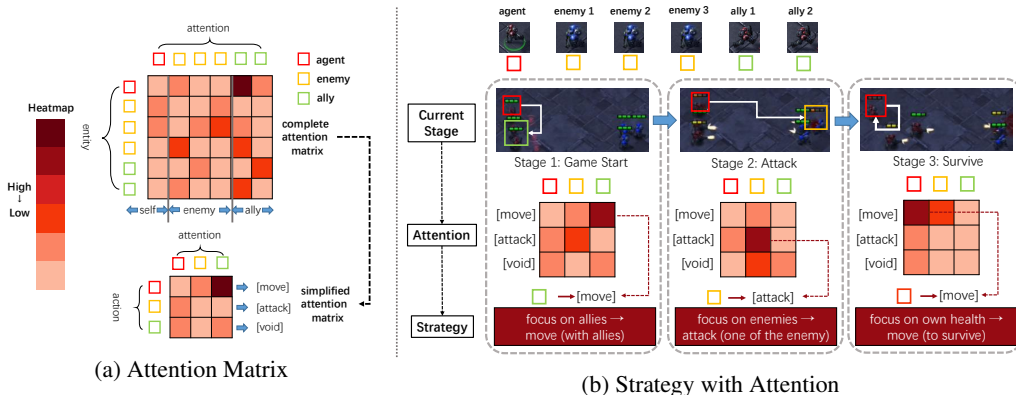 attention
agent
enemy
ally
Heatmap
entity
complete
attention
matrix
High
↓
Low
self
enemy
ally
attention
action
[move]
[attack]
[void]
simplified
attention
matrix
(a) Attention Matrix
agent
enemy 1
enemy 2
enemy 3
ally 1
ally 2
Current
Stage
Attention
Strategy
Stage 1: Game Start
[move]
[attack]
[void]
→[move]
focus on allies →
move (with allies)
Stage 2: Attack
→ [attack]
focus on enemies →
attack (one of the enemy)
Stage 3: Survive
[move]
[attack]
[void]
→[move]
focus on own health →
move (to survive)
[move]
[attack]
[void]
(b) Strategy with Attention